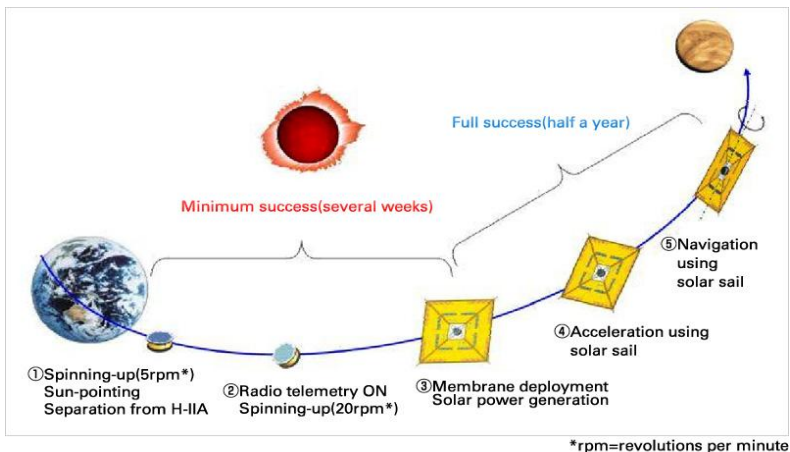 Full success(half a year)
Minimum success(several weeks)
①Spinning-up(5rpm*)
Sun-pointing
Separation from H-IIA
②Radio telemetry ON
Spinning-up(20rpm*)
③Membrane deployment
Solar power generation
④Acceleration using
solar sail
⑤Navigation
using
solar sail
*rpm=revolutions per minute